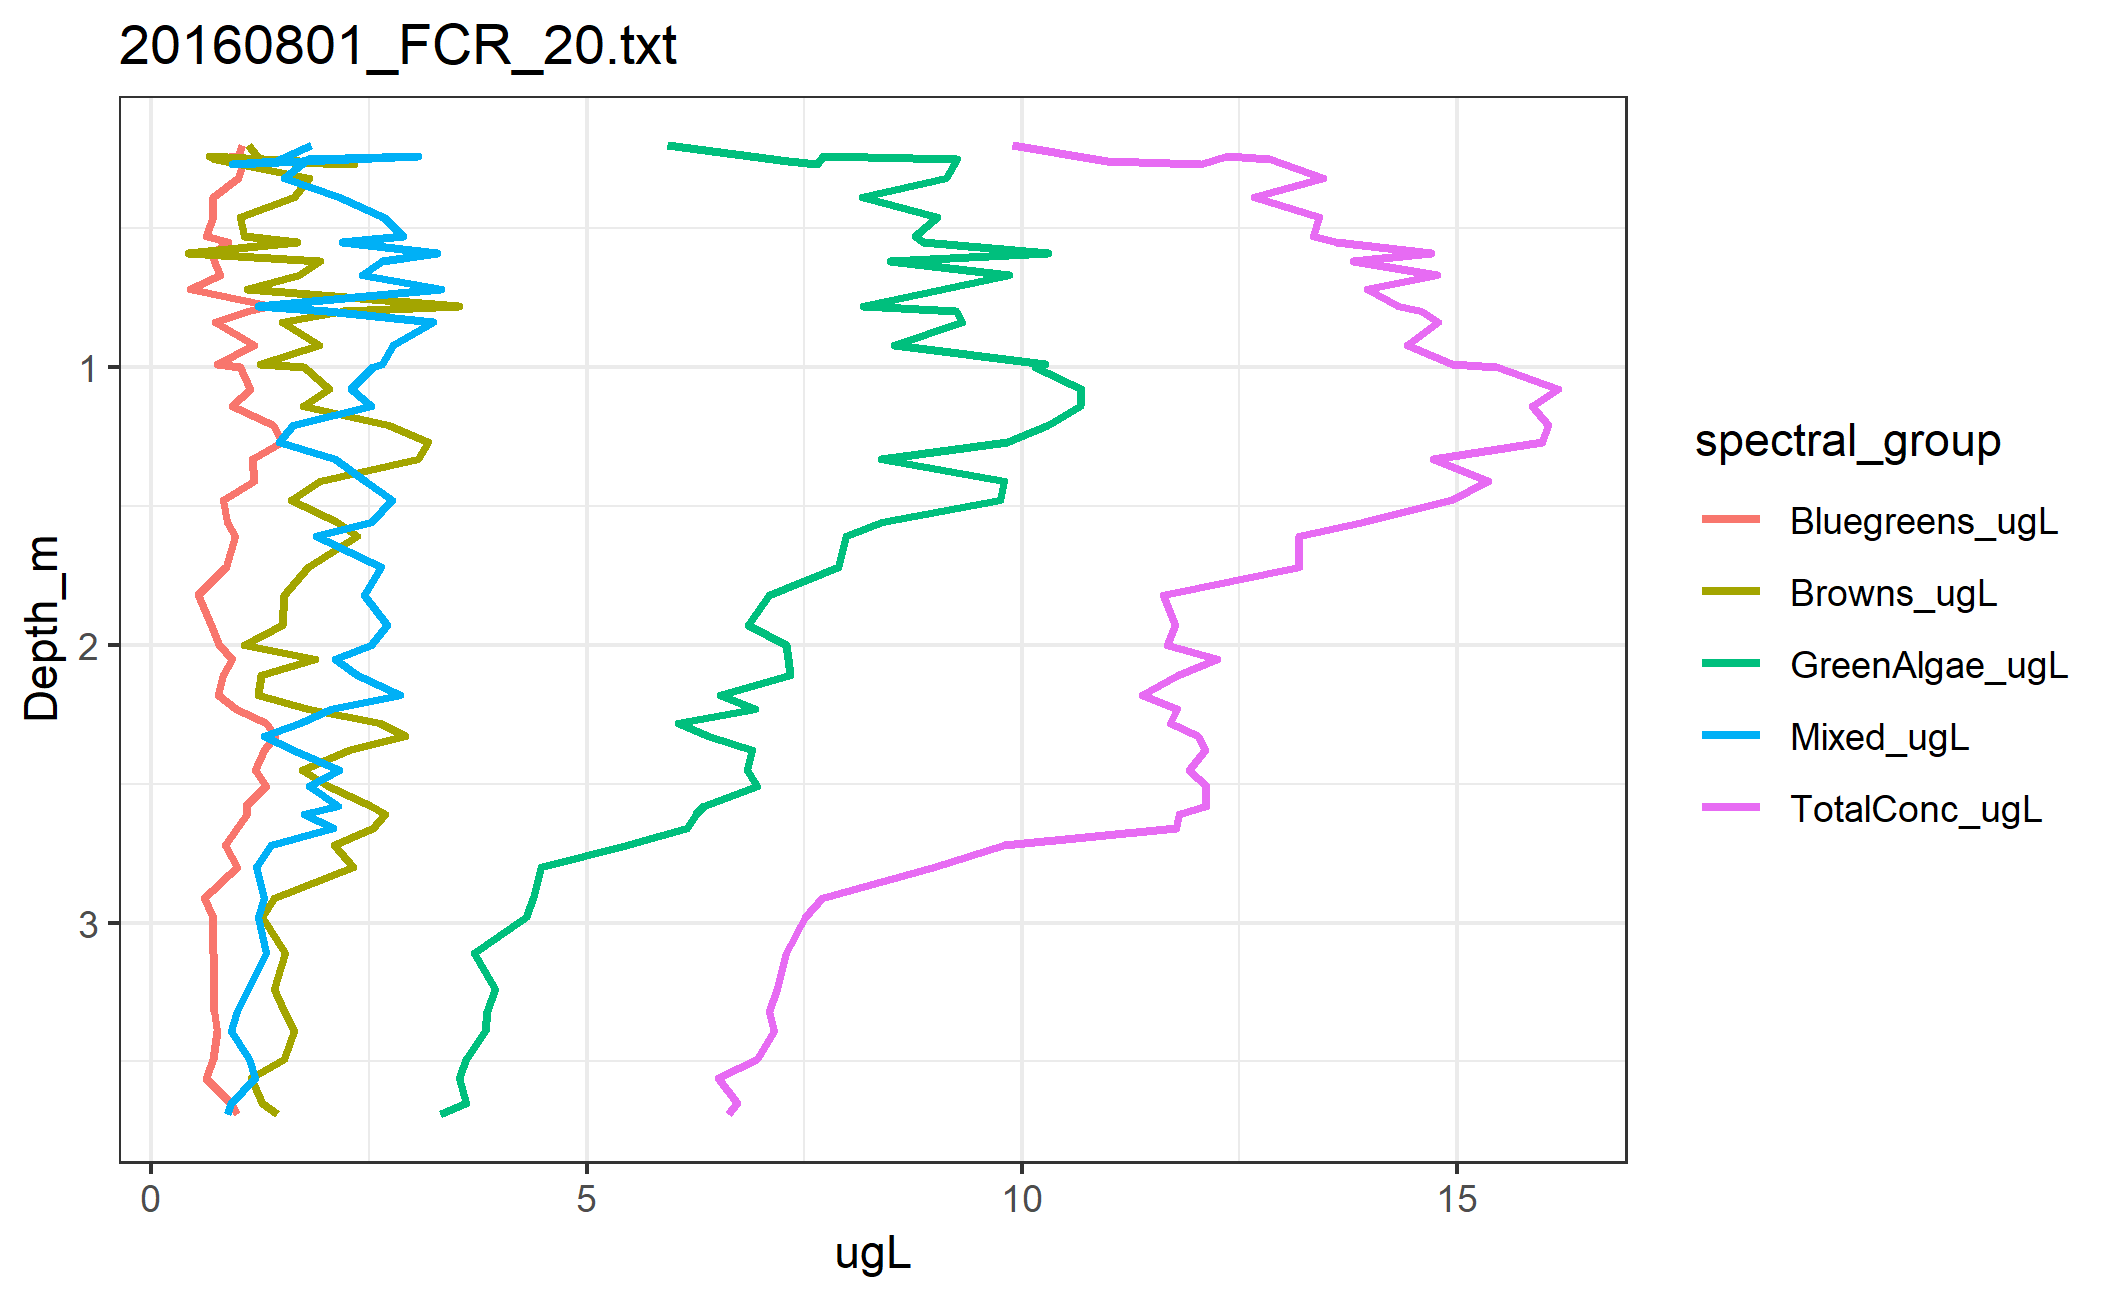 20160801_FCR_20.txt
Depth_m
1
2
3
0
5
10
15
ugL
spectral_group
Bluegreens_ugL
Browns_ugL
GreenAlgae_ugL
Mixed_ugL
TotalConc_ugL